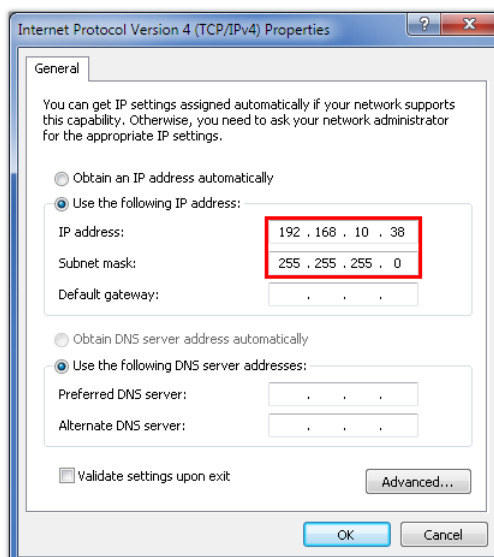 Internet Protocol Version 4 (TCP/IPv4) Properties
General
You can get IP settings assigned automatically if your network supports
this capability. Otherwise, you need to ask your network administrator
for the appropriate IP settings.
Obtain an IP address automatically
Use the following IP address:
IP address: 192 . 168 . 10 . 38
Subnet mask: 255 . 255 . 255 . 0
Default gateway: . . .
Obtain DNS server address automatically
Use the following DNS server addresses:
Preferred DNS server: . . .
Alternate DNS server: . . .
Validate settings upon exit
Advanced...
OK Cancel